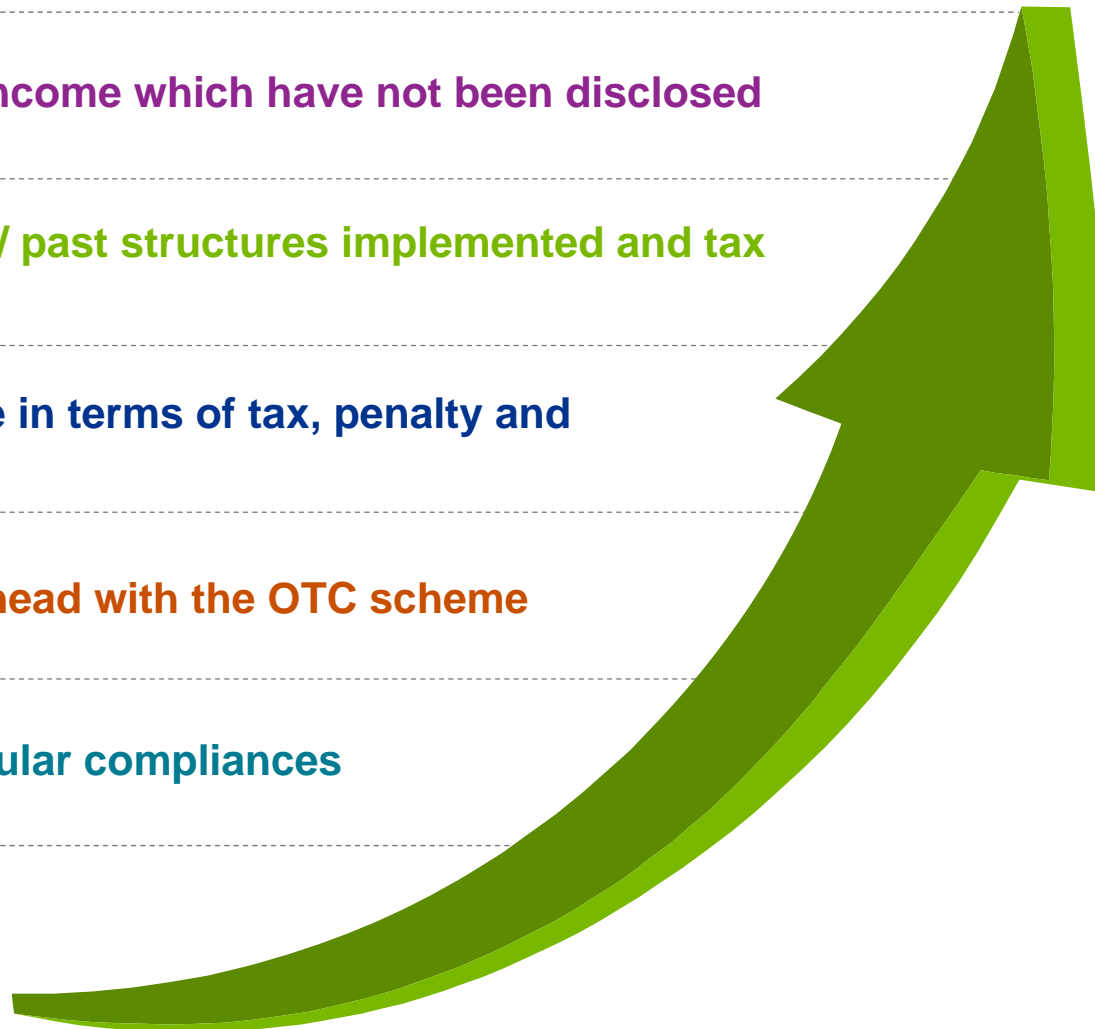 ncome which have not been disclosed
/ past structures implemented and tax
e in terms of tax, penalty and
head with the OTC scheme
ular compliances